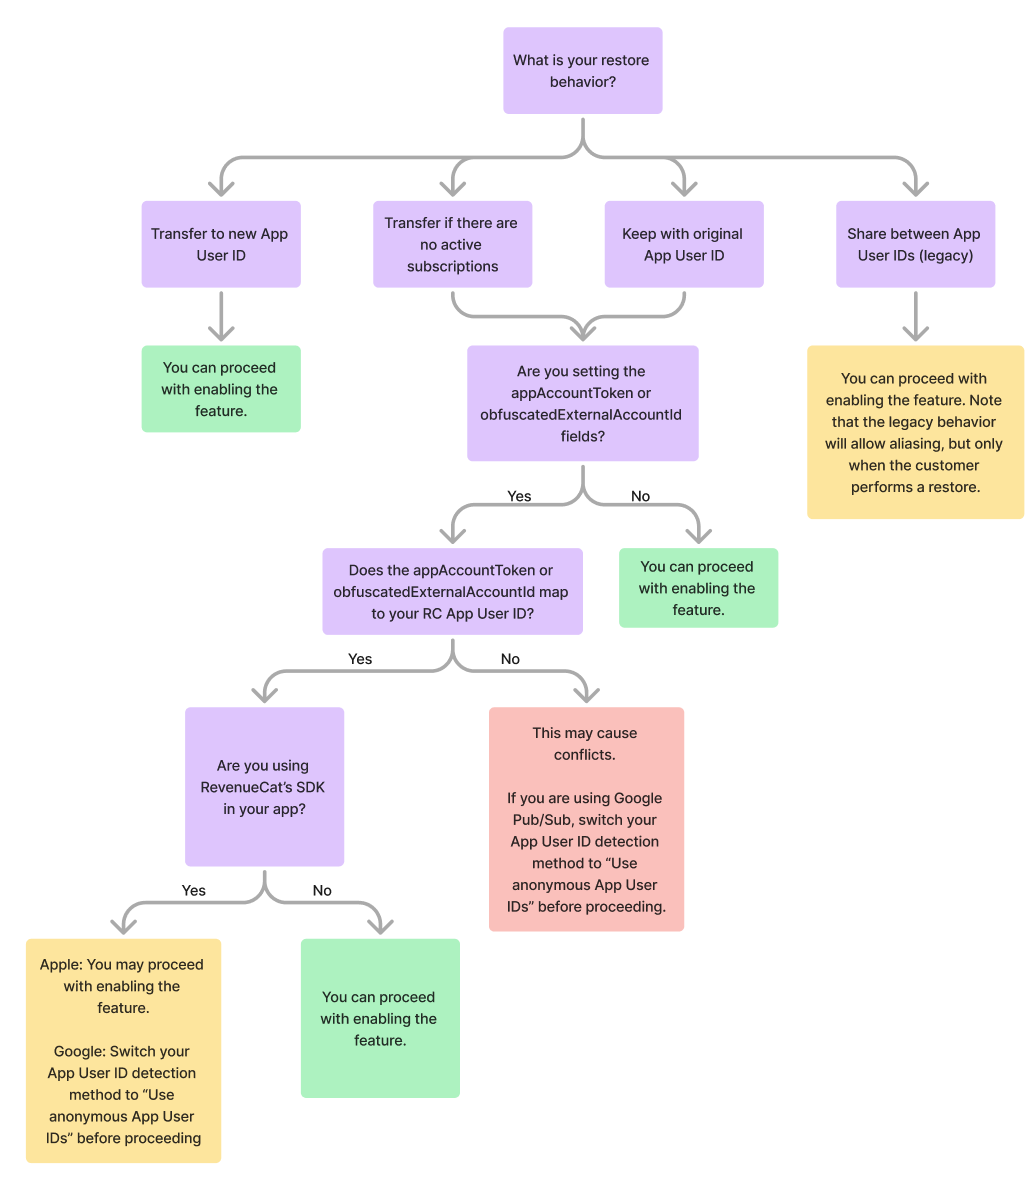 What is your restore
behavior?
Transfer to new App
User ID
Transfer if there are
no active
subscriptions
Keep with original
App User ID
Share between App
User IDs (legacy)
You can proceed
with enabling the
feature.
Are you setting the
appAccountToken or
obfuscatedExternalAccountId
fields?
You can proceed with
enabling the feature. Note
that the legacy behavior
will allow aliasing, but only
when the customer
performs a restore.
Yes
No
Does the appAccountToken or
obfuscatedExternalAccountId map
to your RC App User ID?
You can proceed
with enabling the
feature.
Yes
No
Are you using
RevenueCat’s SDK
in your app?
This may cause
conflicts.
If you are using Google
Pub/Sub, switch your
App User ID detection
method to “Use
anonymous App User
IDs” before proceeding.
Yes
No
Apple: You may proceed
with enabling the
feature.
Google: Switch your
App User ID detection
method to “Use
anonymous App User
IDs” before proceeding
You can proceed
with enabling the
feature.